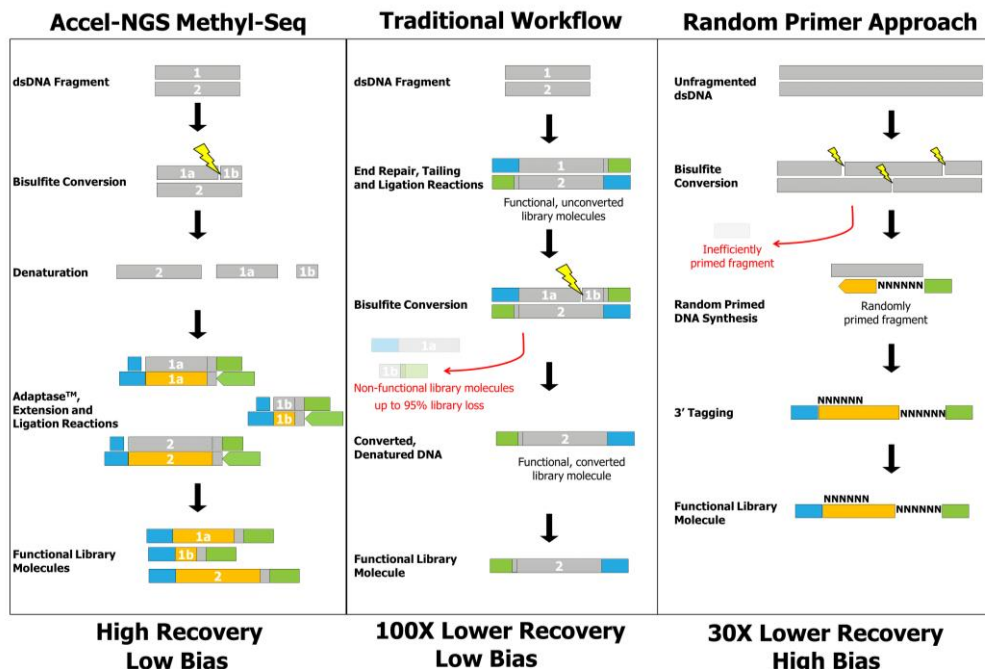 Accel-NGS Methyl-Seq
dsDNA Fragment
1
2
Bisulfite Conversion
1a
1b
2
Denaturation
2
1a
1b
1a
1a
Adaptase™,
Extension and
Ligation Reactions
1b
1b
2
2
Functional Library
Molecules
1a
1b
2
High Recovery
Low Bias
Traditional Workflow
dsDNA Fragment
1
2
End Repair, Tailing
and Ligation Reactions
1
2
Functional, unconverted
library molecules
Bisulfite Conversion
1a
1b
2
1a
1b
Non-functional library molecules
up to 95% library loss
Converted,
Denatured DNA
2
Functional, converted
library molecule
Functional Library
Molecule
2
100X Lower Recovery
Low Bias
Random Primer Approach
Unfragmented
dsDNA
Bisulfite
Conversion
Inefficiently
primed fragment
NNNNNN
Random Primed
DNA Synthesis
Randomly
primed fragment
3’ Tagging
NNNNNN
NNNNNN
Functional Library
Molecule
NNNNNN
NNNNNN
30X Lower Recovery
High Bias